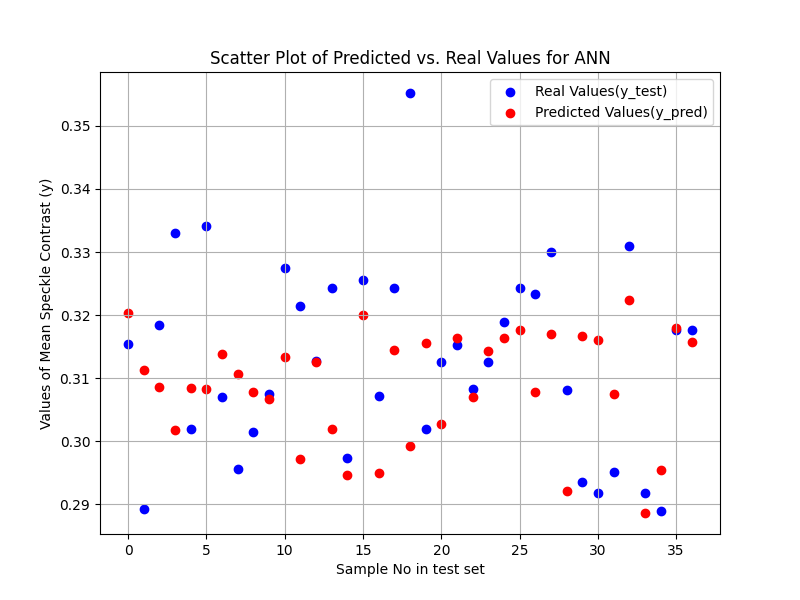 Scatter Plot of Predicted vs. Real Values for ANN
Real Values(y_test)
Predicted Values(y_pred)
Values of Mean Speckle Contrast (y)
0.35
0.34
0.33
0.32
0.31
0.30
0.29
0 5 10 15 20 25 30 35
Sample No in test set